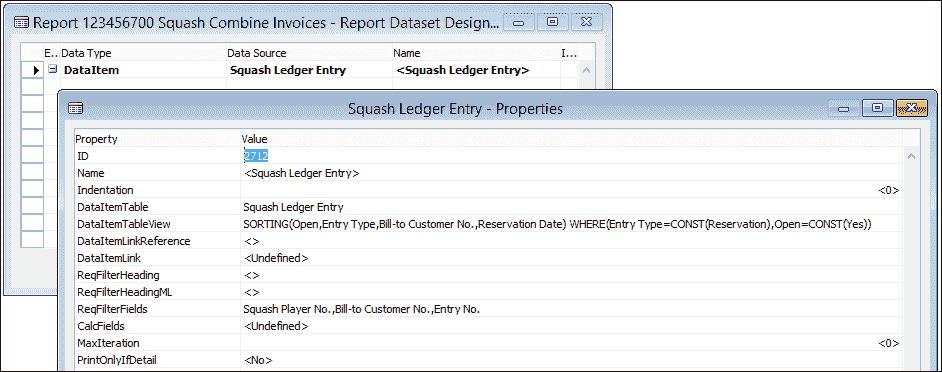 Report 123456700 Squash Combine Invoices - Report Dataset Design...
E... Data Type Data Source Name I...
DataItem Squash Ledger Entry <Squash Ledger Entry>
Squash Ledger Entry - Properties
Property Value
ID 2712
Name <Squash Ledger Entry>
Indentation <0>
DataItemTable Squash Ledger Entry
DataItemTableView SORTING(Open,Entry Type,Bill-to Customer No.,Reservation Date) WHERE(Entry Type=CONST(Reservation),Open=CONST(Yes))
DataItemLinkReference <>
DataItemLink <Undefined>
ReqFilterHeading <>
ReqFilterHeadingML <>
ReqFilterFields Squash Player No.,Bill-to Customer No.,Entry No.
CalcFields <Undefined>
MaxIteration <0>
PrintOnlyIfDetail <No>